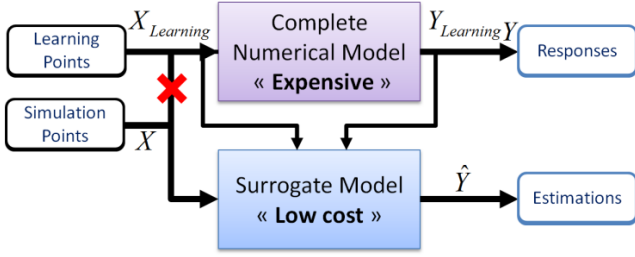 Learning
Points
X_Learning
Complete
Numerical Model
« Expensive »
Y_Learning Y
Responses
Simulation
Points
X
Surrogate Model
« Low cost »
Ŷ
Estimations